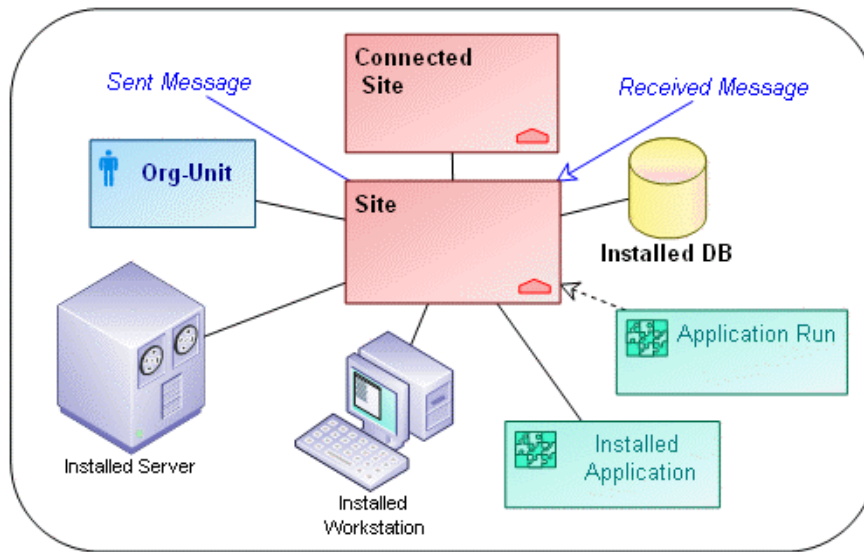 Connected
Site
Sent Message
Received Message
Org-Unit
Site
Installed DB
Application Run
Installed Server
Installed
Workstation
Installed
Application